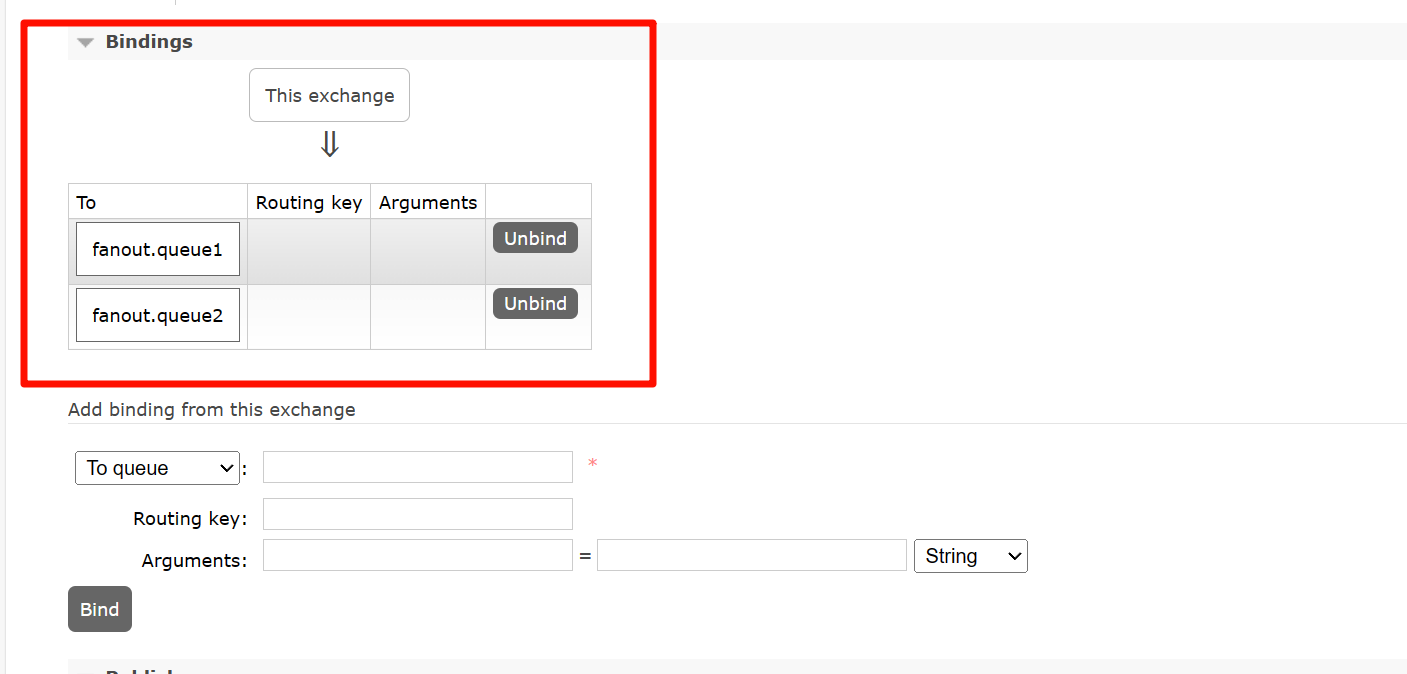 Bindings
This exchange
⇓
To Routing key Arguments
fanout.queue1 Unbind
fanout.queue2 Unbind
Add binding from this exchange
To queue : *
Routing key:
Arguments: = String
Bind